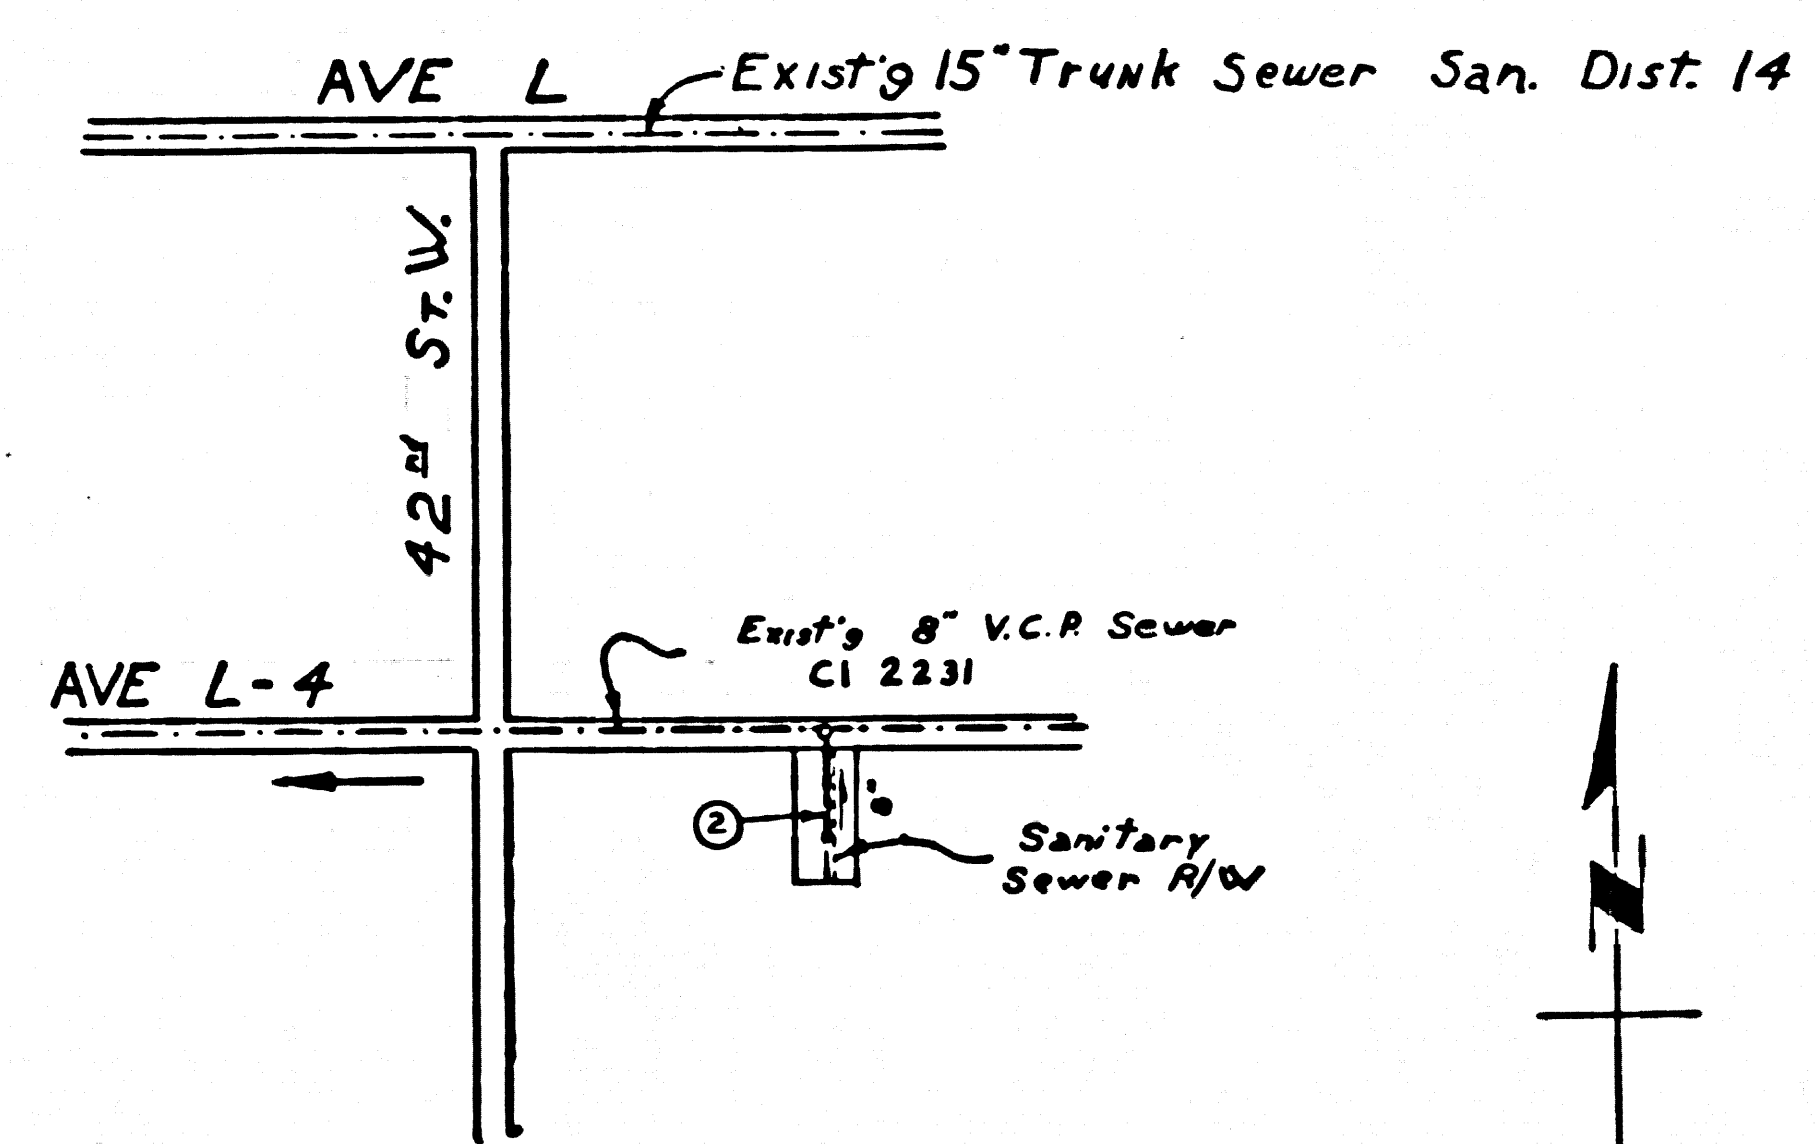 AVE L
Exist'g 15" Trunk Sewer San. Dist. 14
42nd St. W.
Exist'g 8" V.C.P. Sewer
CI 2231
AVE L-4
8"
2
Sanitary
Sewer R/W
N